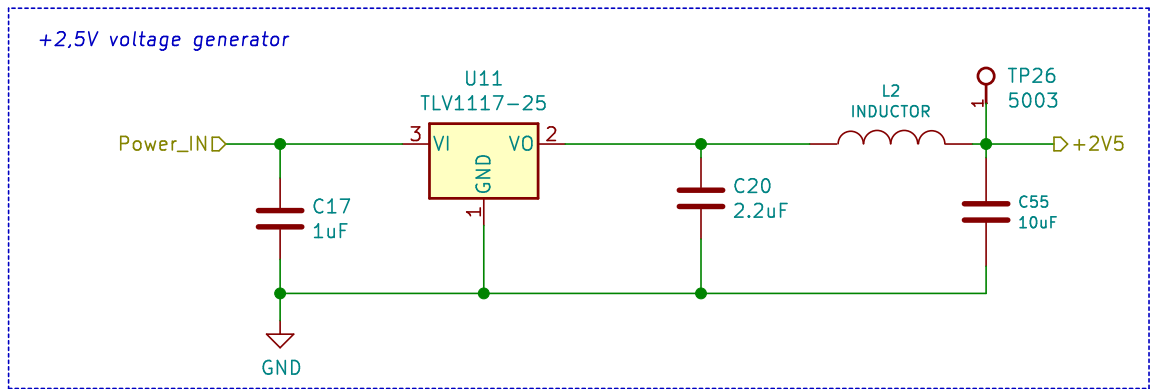 +2,5V voltage generator
U11
TLV1117-25
L2
INDUCTOR
TP26
5003
1
Power_IN
3
VI
VO
2
+2V5
GND
1
C17
1uF
C20
2.2uF
C55
10uF
GND